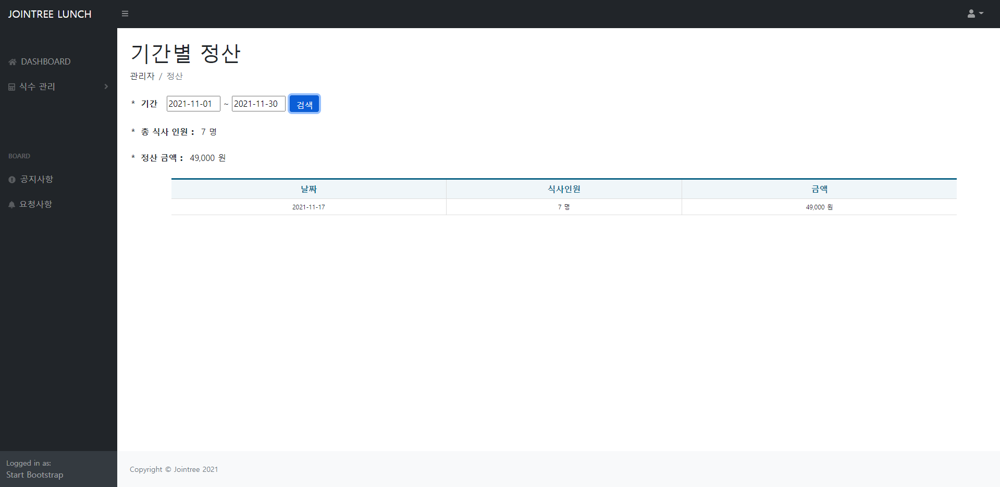 JOINTREE LUNCH
DASHBOARD
식수 관리
BOARD
공지사항
요청사항
Logged in as:
Start Bootstrap
기간별 정산
관리자 / 정산
* 기간 2021-11-01 ~ 2021-11-30 검색
* 총 식사 인원 : 7 명
* 정산 금액 : 49,000 원
날짜 식사인원 금액
2021-11-17 7 명 49,000 원
Copyright © Jointree 2021